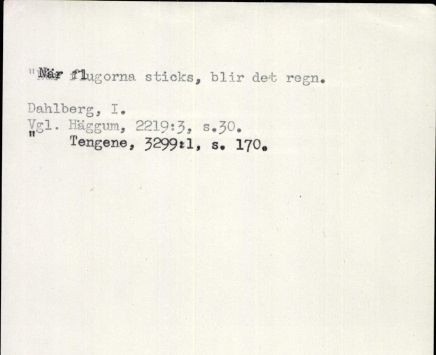 "När flugorna sticks, blir det regn.
Dahlberg, I.
Vgl. Häggum, 2219:3, s.30.
" Tengene, 3299:1, s. 170.